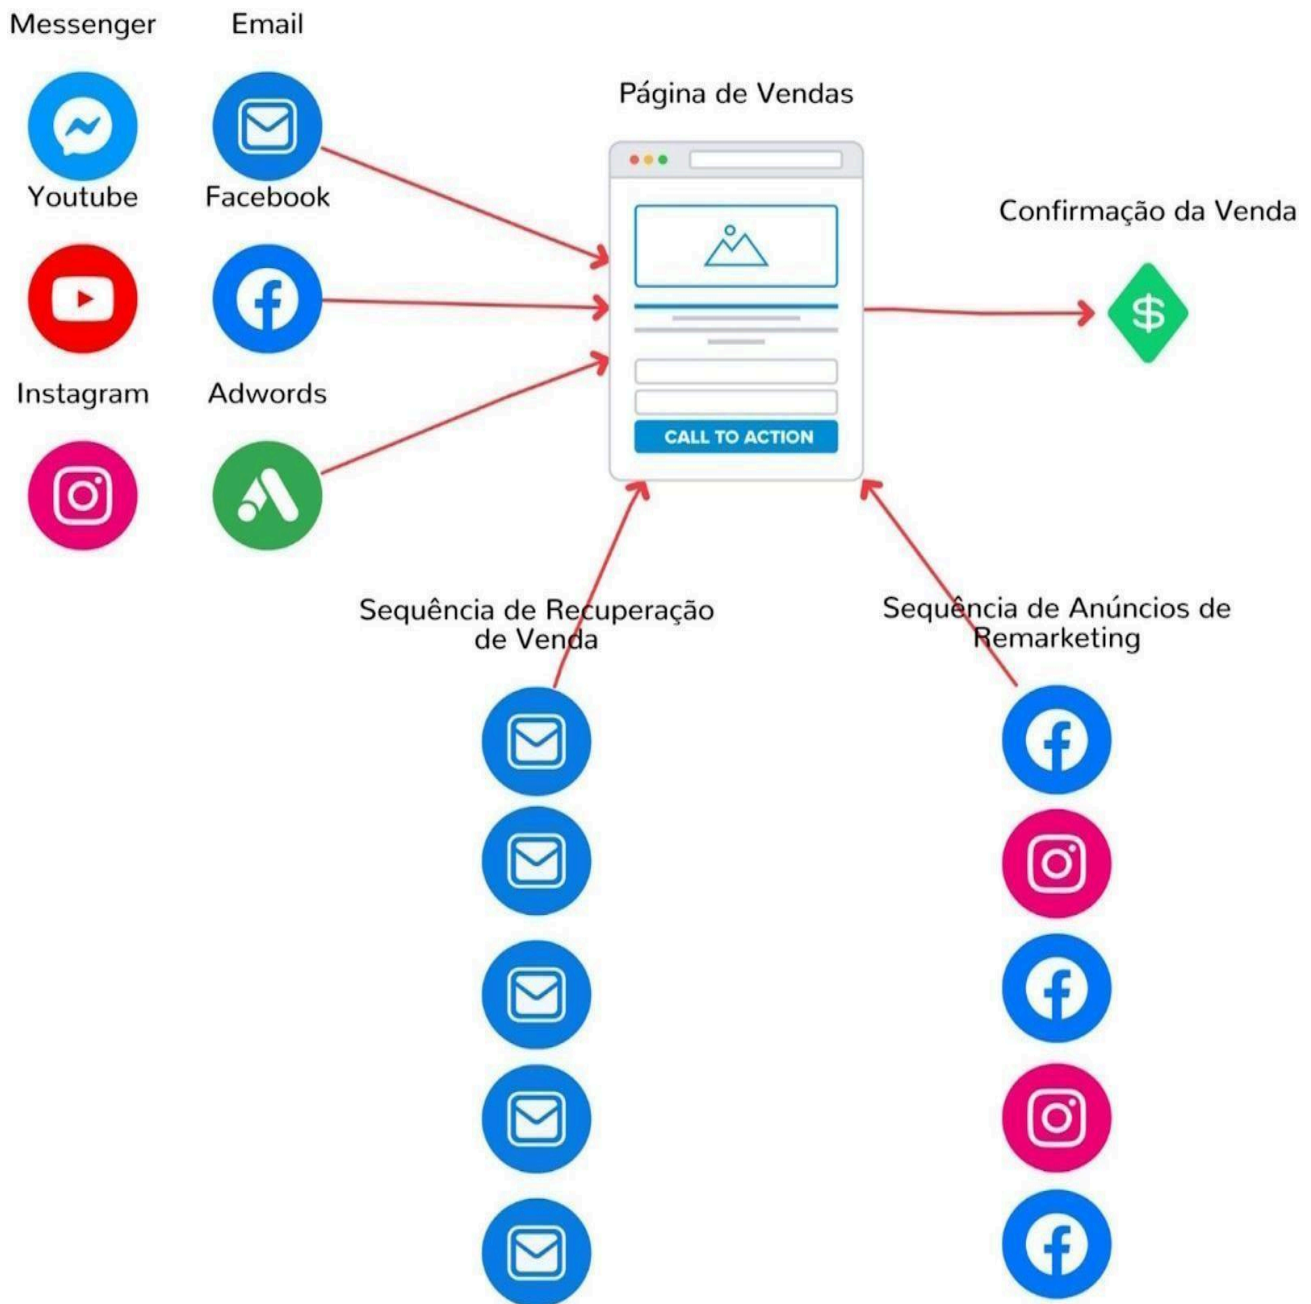 Messenger
Email
Youtube
Facebook
Instagram
Adwords
Página de Vendas
CALL TO ACTION
Confirmação da Venda
Sequência de Recuperação
de Venda
Sequência de Anúncios de
Remarketing